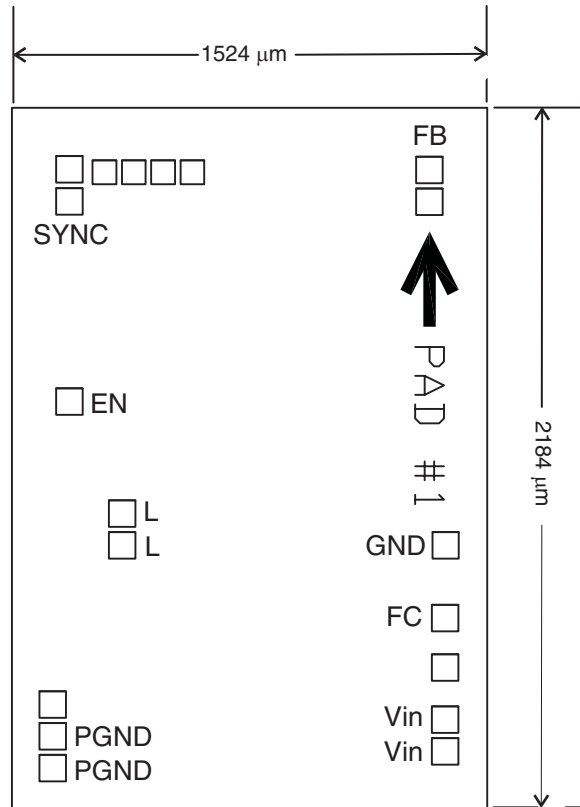 1524 μm
FB
SYNC
PAD #1
EN
2184 μm
L
L
GND
FC
Vin
PGND
Vin
PGND